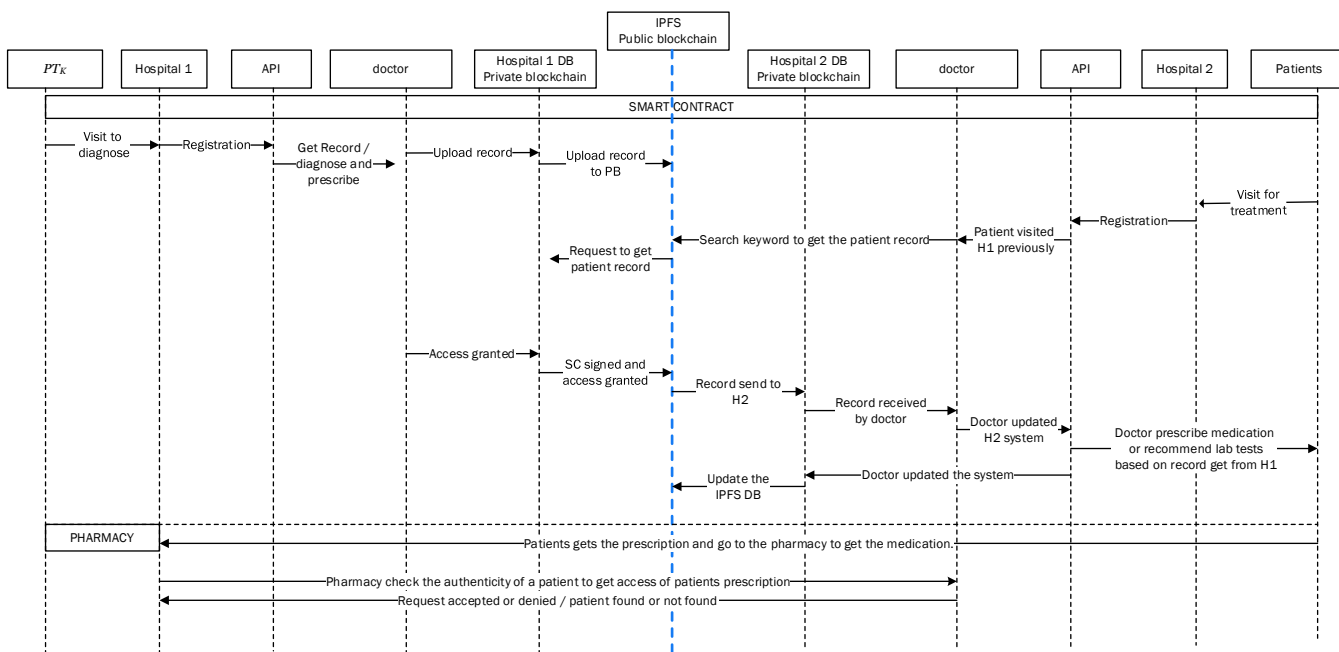 IPFS
Public blockchain
PT_K
Hospital 1
API
doctor
Hospital 1 DB
Private blockchain
Hospital 2 DB
Private blockchain
doctor
API
Hospital 2
Patients
SMART CONTRACT
Visit to
diagnose
Registration
Get Record /
diagnose and
prescribe
Upload record
Upload record
to PB
Visit for
treatment
Registration
Patient visited
H1 previously
Search keyword to get the patient record
Request to get
patient record
Access granted
SC signed and
access granted
Record send to
H2
Record received
by doctor
Doctor updated
H2 system
Doctor prescribe medication
or recommend lab tests
based on record get from H1
Doctor updated the system
Update the
IPFS DB
PHARMACY
Patients gets the prescription and go to the pharmacy to get the medication.
Pharmacy check the authenticity of a patient to get access of patients prescription
Request accepted or denied / patient found or not found